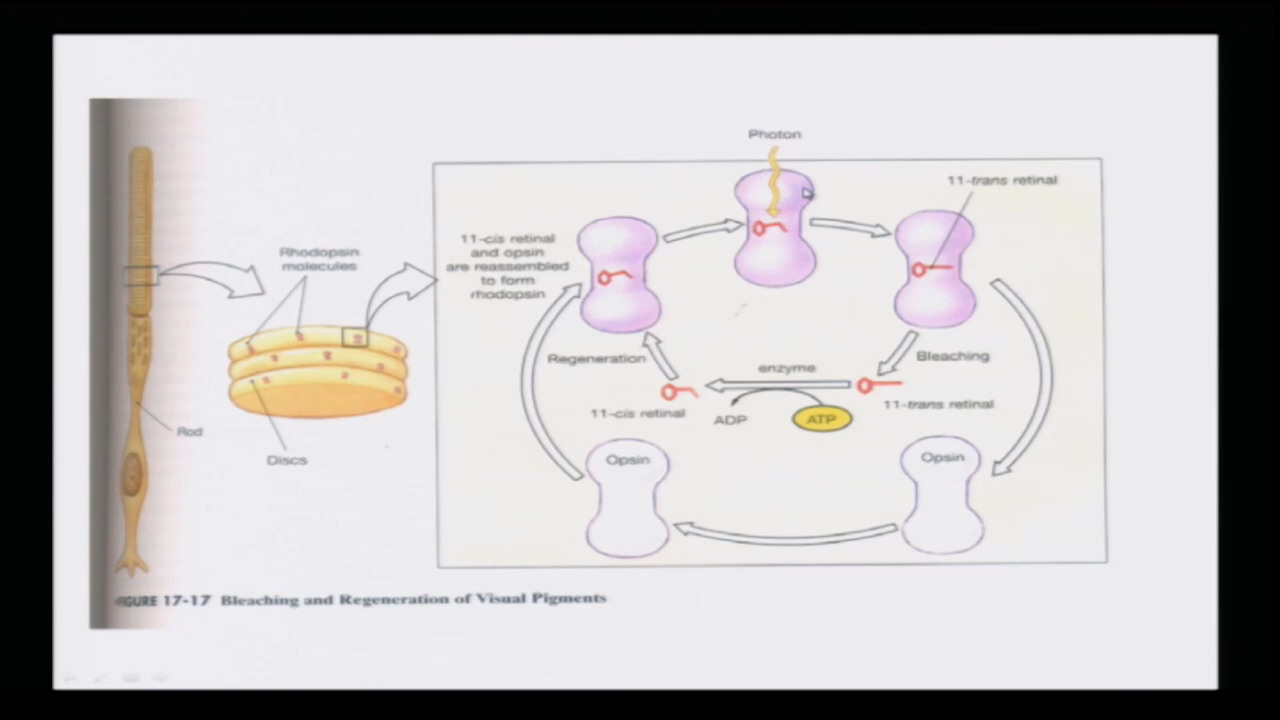 Photon
11-trans retinal
11-cis retinal
and opsin
are reassembled
to form
rhodopsin
Rhodopsin
molecules
Regeneration
enzyme
Bleaching
11-cis retinal
ADP
ATP
11-trans retinal
Rod
Discs
Opsin
Opsin
FIGURE 17-17 Bleaching and Regeneration of Visual Pigments